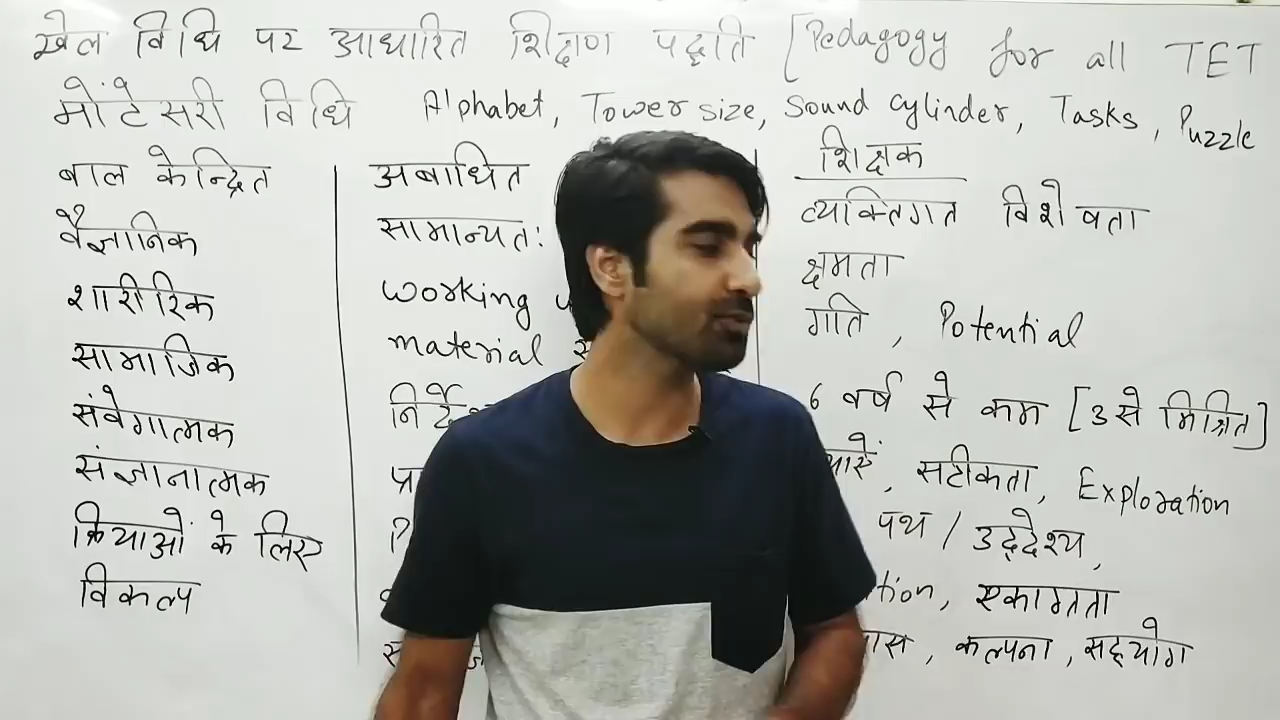 खेल विधि पर आधारित शिक्षण पद्धति [Pedagogy for all TET
मोंटेसरी विधि Alphabet, Tower size, Sound cylinder, Tasks, Puzzle
बाल केन्द्रित
वैज्ञानिक
शारीरिक
सामाजिक
संवेगात्मक
संज्ञानात्मक
क्रियाओं के लिए
विकल्प
अबाधित
सामान्यतः
working
material
शिक्षक
व्यक्तिगत विशेषता
क्षमता
गति, Potential
6 वर्ष से कम [3 से मिश्रित]
सटीकता, Exploration
पथ / उद्देश्य,
एकाग्रता
कल्पना, सहयोग